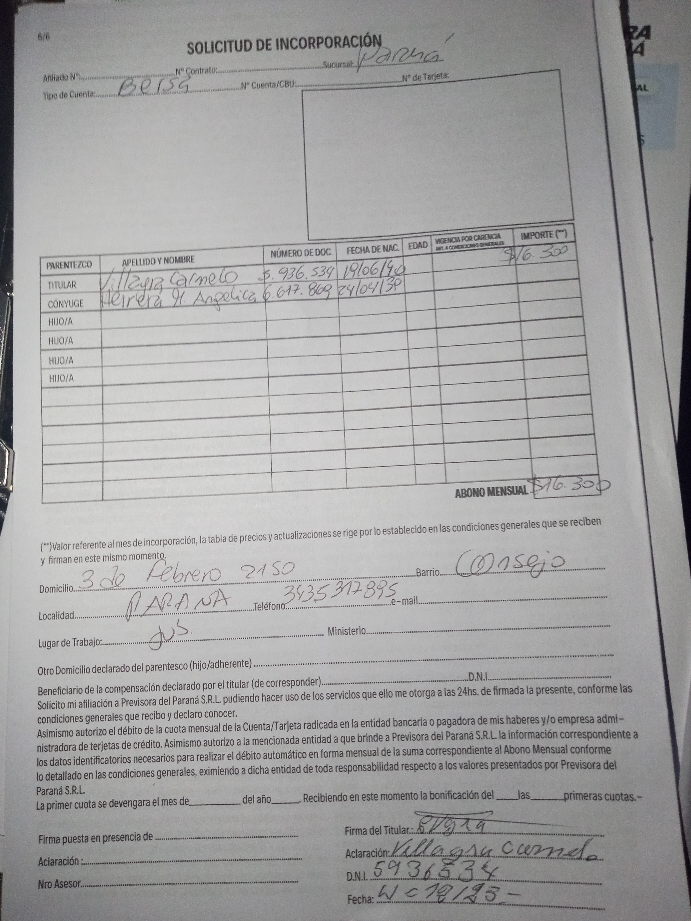 6/6
SOLICITUD DE INCORPORACIÓN
Afiliado N°: N° Contrato: Sucursal: Paraná
Tipo de Cuenta: Bersa N° Cuenta/CBU: N° de Tarjeta:
PARENTEZCO APELLIDO Y NOMBRE NÚMERO DE DOC. FECHA DE NAC. EDAD VIGENCIA POR CARENCIA IMPORTE (**)
TITULAR Villagra Carmelo 5.936.534 19/06/40 $16.300
CÓNYUGE Herrera M. Angelica 6.617.869 24/04/39
HIJO/A
HIJO/A
HIJO/A
HIJO/A
ABONO MENSUAL $16.300
(**)Valor referente al mes de incorporación, la tabla de precios y actualizaciones se rige por lo establecido en las condiciones generales que se reciben
y firman en este mismo momento.
Domicilio 3 de Febrero 2150 Barrio Consejo
Localidad PARANA Teléfono 3435317895 e-mail
Lugar de Trabajo: Jub. Ministerio
Otro Domicilio declarado del parentesco (hijo/adherente)
Beneficiario de la compensación declarado por el titular (de corresponder) D.N.I.
Solicito mi afiliación a Previsora del Paraná S.R.L. pudiendo hacer uso de los servicios que ello me otorga a las 24hs. de firmada la presente, conforme las
condiciones generales que recibo y declaro conocer.
Asimismo autorizo el débito de la cuota mensual de la Cuenta/Tarjeta radicada en la entidad bancaria o pagadora de mis haberes y/o empresa admi-
nistradora de terjetas de crédito. Asimismo autorizo a la mencionada entidad a que brinde a Previsora del Paraná S.R.L. la información correspondiente a
los datos identificatorios necesarios para realizar el débito automático en forma mensual de la suma correspondiente al Abono Mensual conforme
lo detallado en las condiciones generales, eximiendo a dicha entidad de toda responsabilidad respecto a los valores presentados por Previsora del
Paraná S.R.L.
La primer cuota se devengara el mes de_________ del año_____ Recibiendo en este momento la bonificación del ___las_____primeras cuotas.-
Firma puesta en presencia de Firma del Titular:
Aclaración : Aclaración: Villagra Carmelo
Nro Asesor D.N.I. 5936534
Fecha: